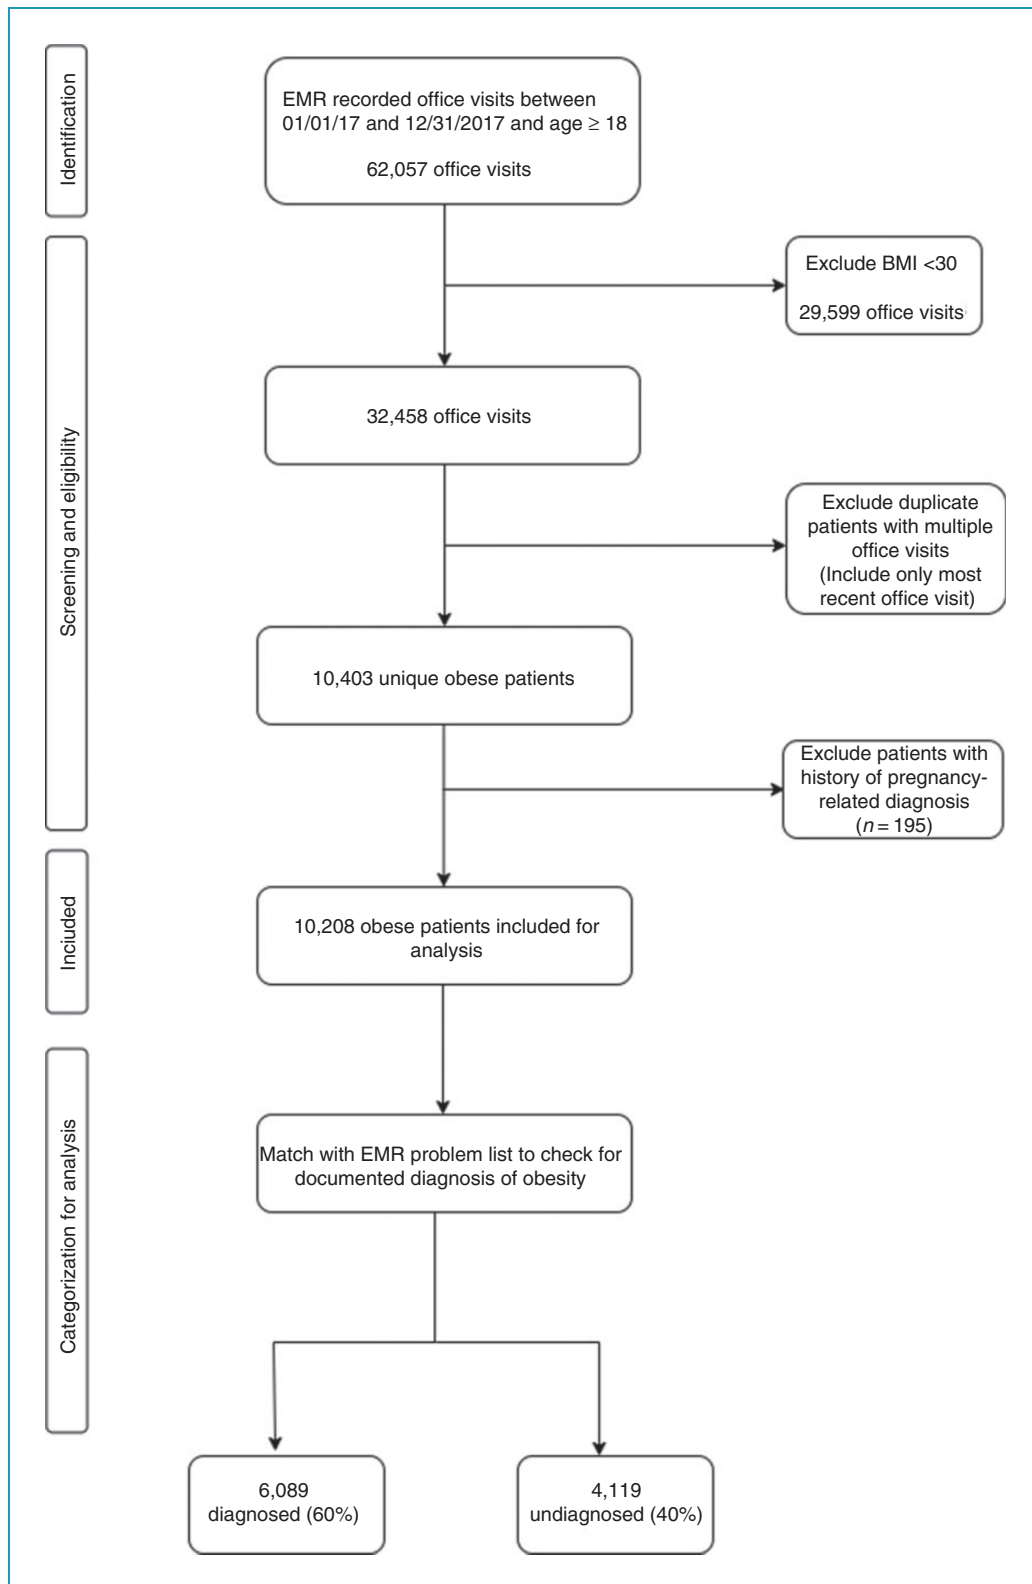 Identification
EMR recorded office visits between
01/01/17 and 12/31/2017 and age ≥ 18
62,057 office visits
Screening and eligibility
Exclude BMI <30
29,599 office visits
32,458 office visits
Exclude duplicate
patients with multiple
office visits
(Include only most
recent office visit)
10,403 unique obese patients
Exclude patients with
history of pregnancy-
related diagnosis
(n = 195)
Included
10,208 obese patients included for
analysis
Categorization for analysis
Match with EMR problem list to check for
documented diagnosis of obesity
6,089
diagnosed (60%)
4,119
undiagnosed (40%)